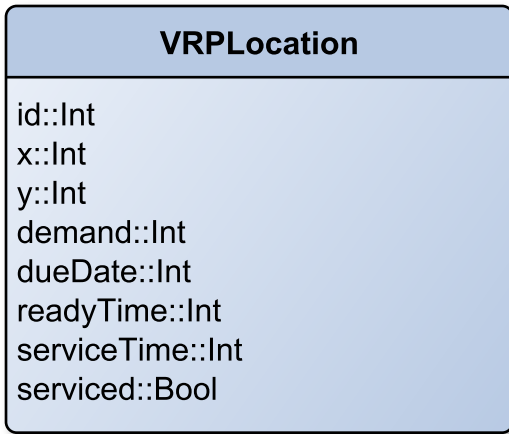 VRPLocation
id::Int
x::Int
y::Int
demand::Int
dueDate::Int
readyTime::Int
serviceTime::Int
serviced::Bool